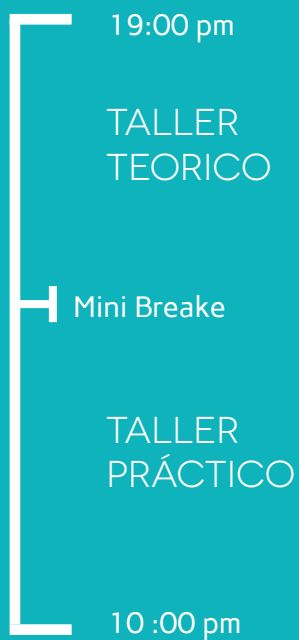 19:00 pm
TALLER
TEORICO
Mini Breake
TALLER
PRÁCTICO
10 :00 pm